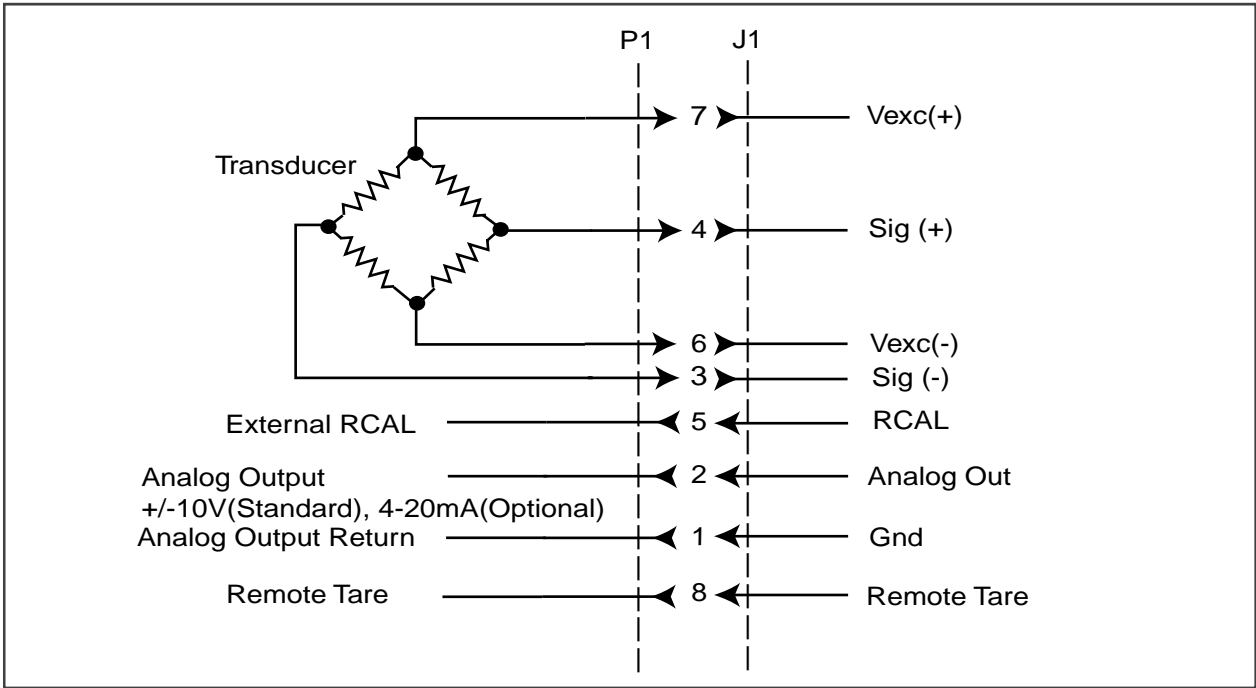 P1 J1
7 Vexc(+)
Transducer
4 Sig (+)
6 Vexc(-)
3 Sig (-)
External RCAL 5 RCAL
Analog Output 2 Analog Out
+/-10V(Standard), 4-20mA(Optional)
Analog Output Return 1 Gnd
Remote Tare 8 Remote Tare